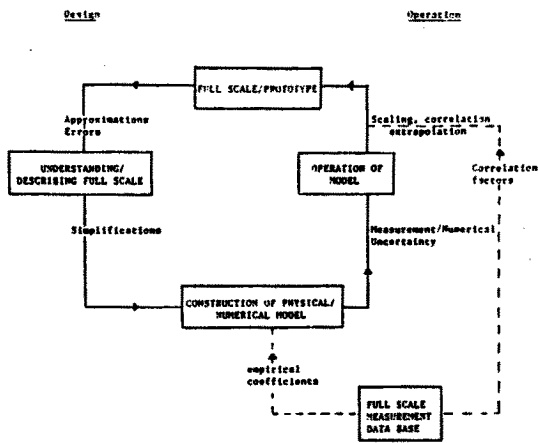 Design
Operation
FULL SCALE/PROTOTYPE
Approximations
Errors
Scaling, correlation
extrapolation
UNDERSTANDING/
DESCRIBING FULL SCALE
OPERATION OF
MODEL
Correlation
factors
Simplifications
Measurement/Numerical
Uncertainty
CONSTRUCTION OF PHYSICAL/
NUMERICAL MODEL
empirical
coefficients
FULL SCALE
MEASUREMENT
DATA BASE